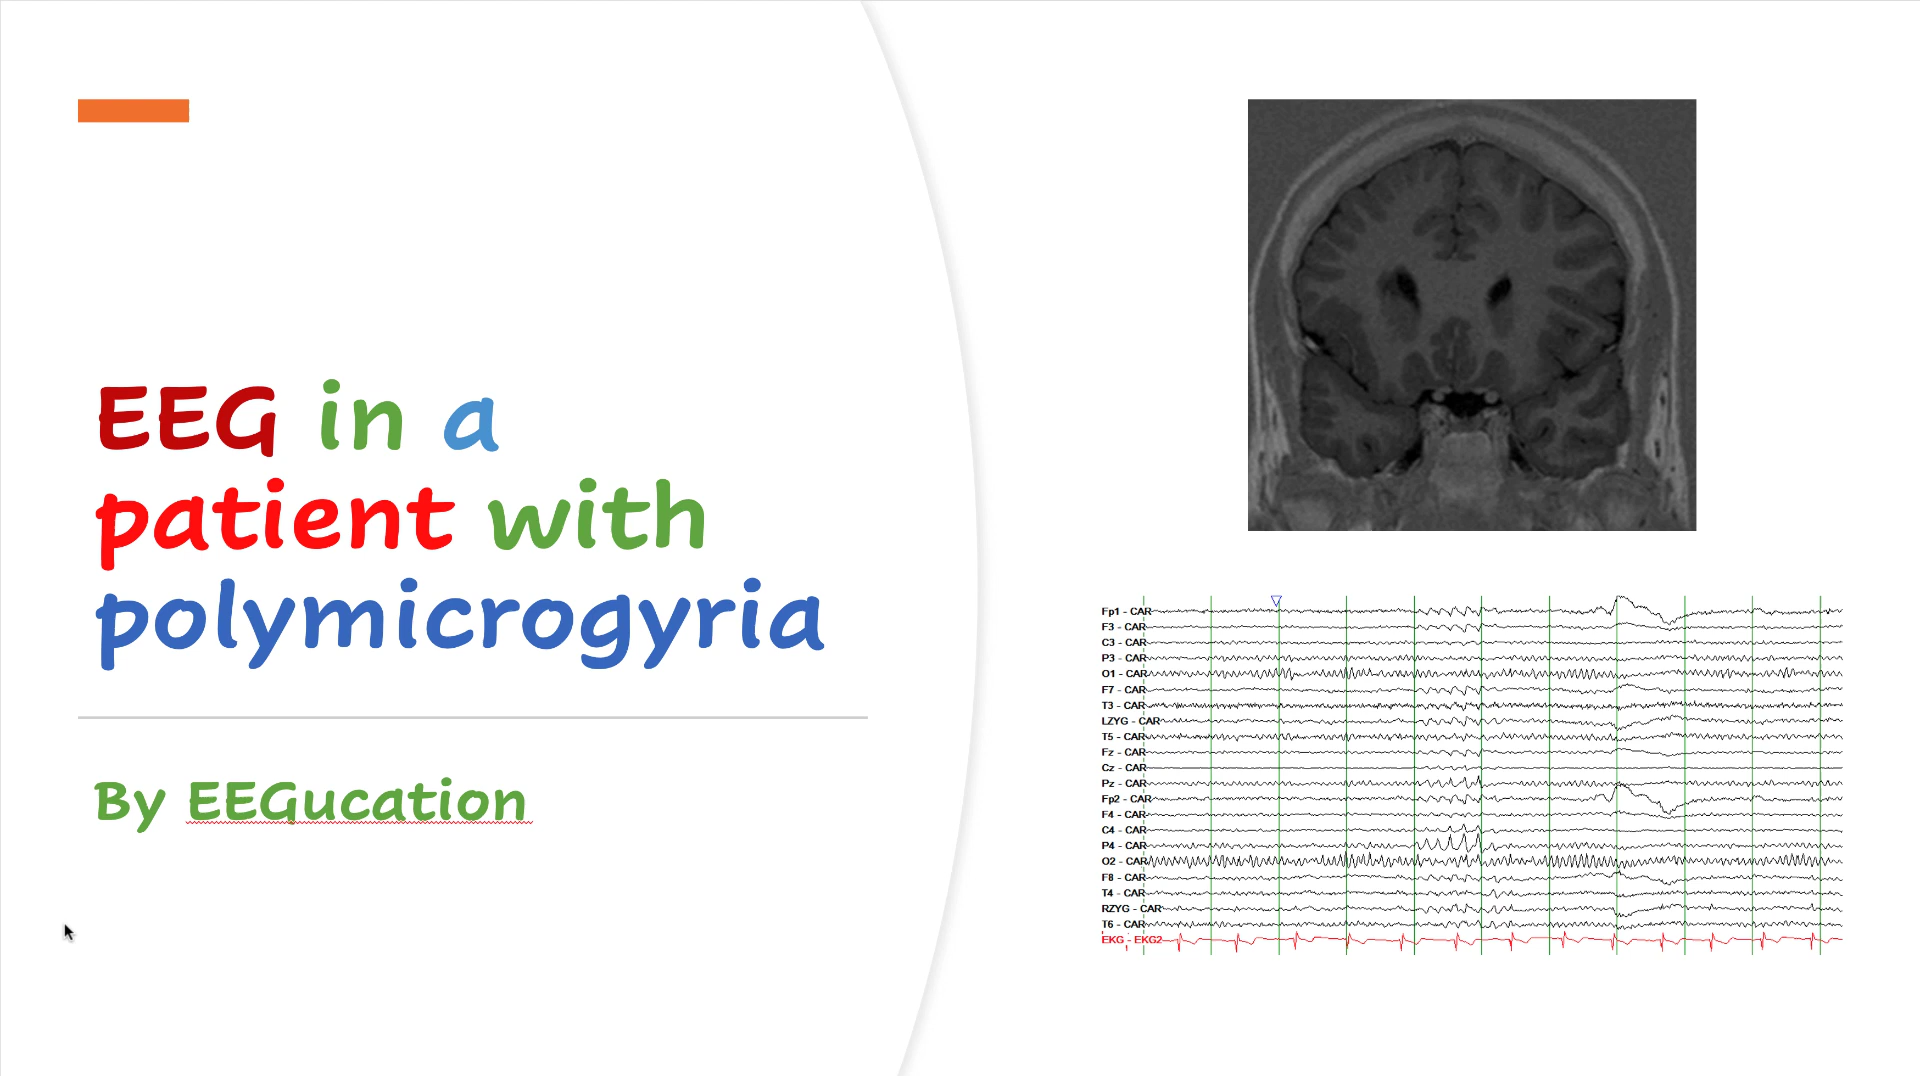 EEG in a
patient with
polymicrogyria
By EEGucation
Fp1 - CAR
F3 - CAR
C3 - CAR
P3 - CAR
O1 - CAR
F7 - CAR
T3 - CAR
LZYG - CAR
T5 - CAR
Fz - CAR
Cz - CAR
Pz - CAR
Fp2 - CAR
F4 - CAR
C4 - CAR
P4 - CAR
O2 - CAR
F8 - CAR
T4 - CAR
RZYG - CAR
T6 - CAR
EKG - EKG2